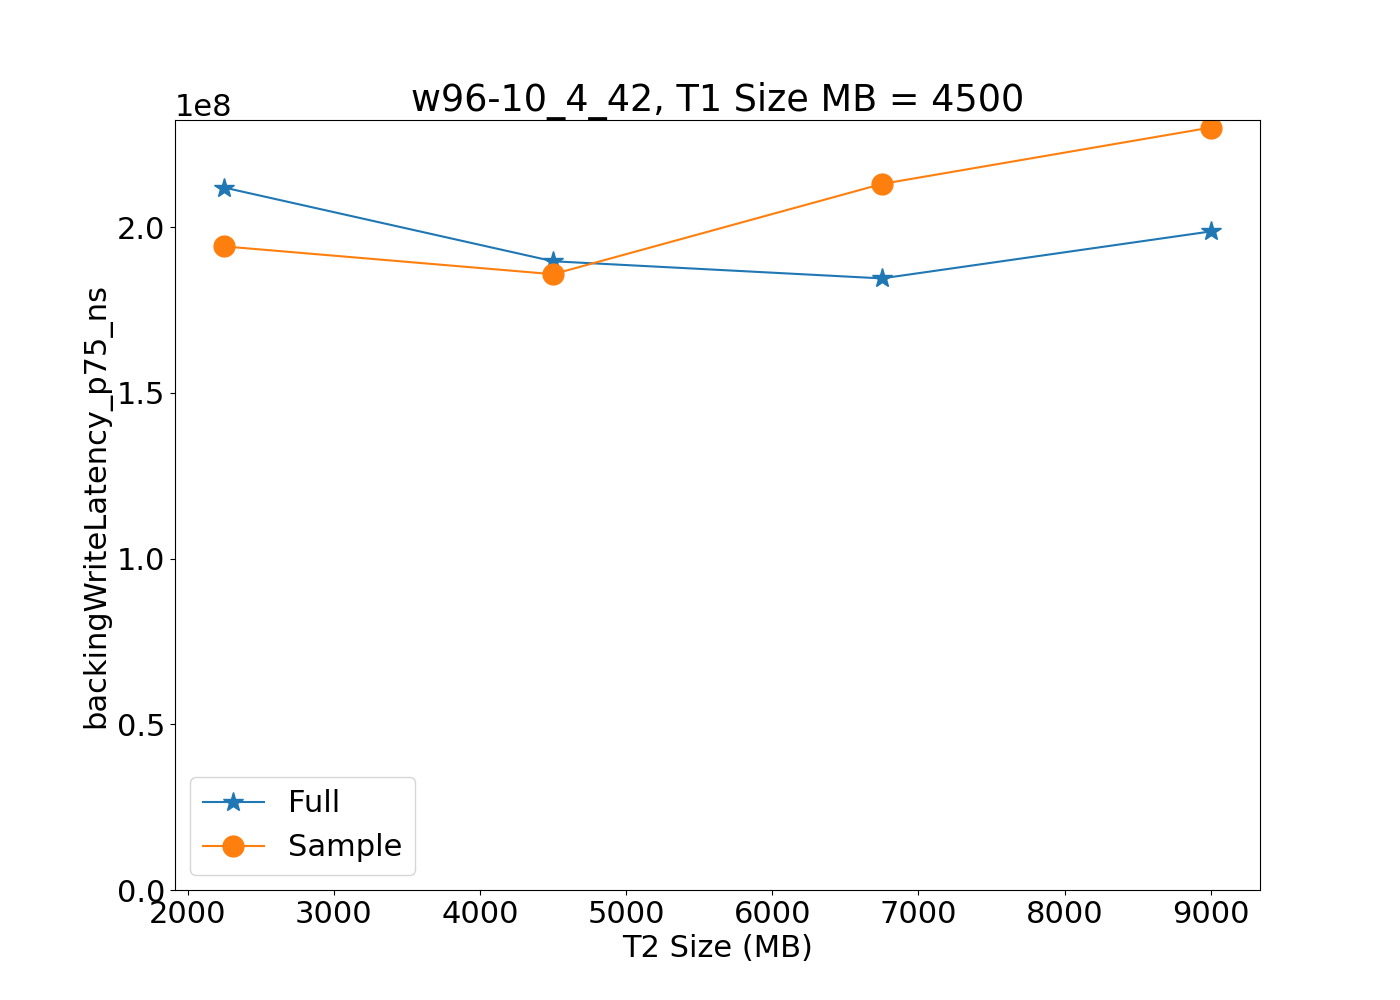 w96-10_4_42, T1 Size MB = 4500
1e8
2.0
1.5
1.0
0.5
0.0
backingWriteLatency_p75_ns
Full
Sample
2000 3000 4000 5000 6000 7000 8000 9000
T2 Size (MB)